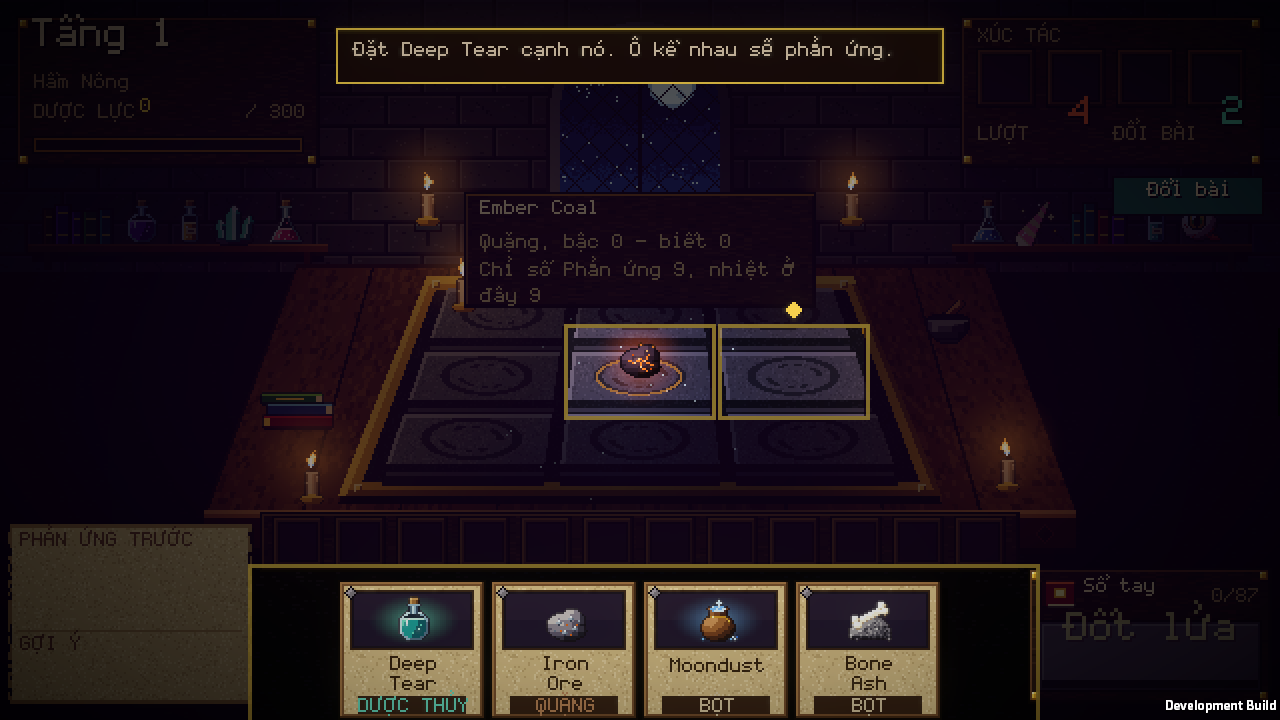 Tầng 1
Hầm Nông
DƯỢC LỰC 0 / 300
Đặt Deep Tear cạnh nó. Ô kề nhau sẽ phản ứng.
XÚC TÁC
4
2
LƯỢT
ĐỔI BÀI
Đổi bài
Ember Coal
Quặng, bậc 0 - biết 0
Chỉ số Phản ứng 9, nhiệt ở
đây 9
PHẢN ỨNG TRƯỚC
GỢI Ý
Deep
Tear
DƯỢC THỦY
Iron
Ore
QUẶNG
Moondust
BỘT
Bone
Ash
BỘT
Sổ tay
0/87
Đốt lửa
Development Build